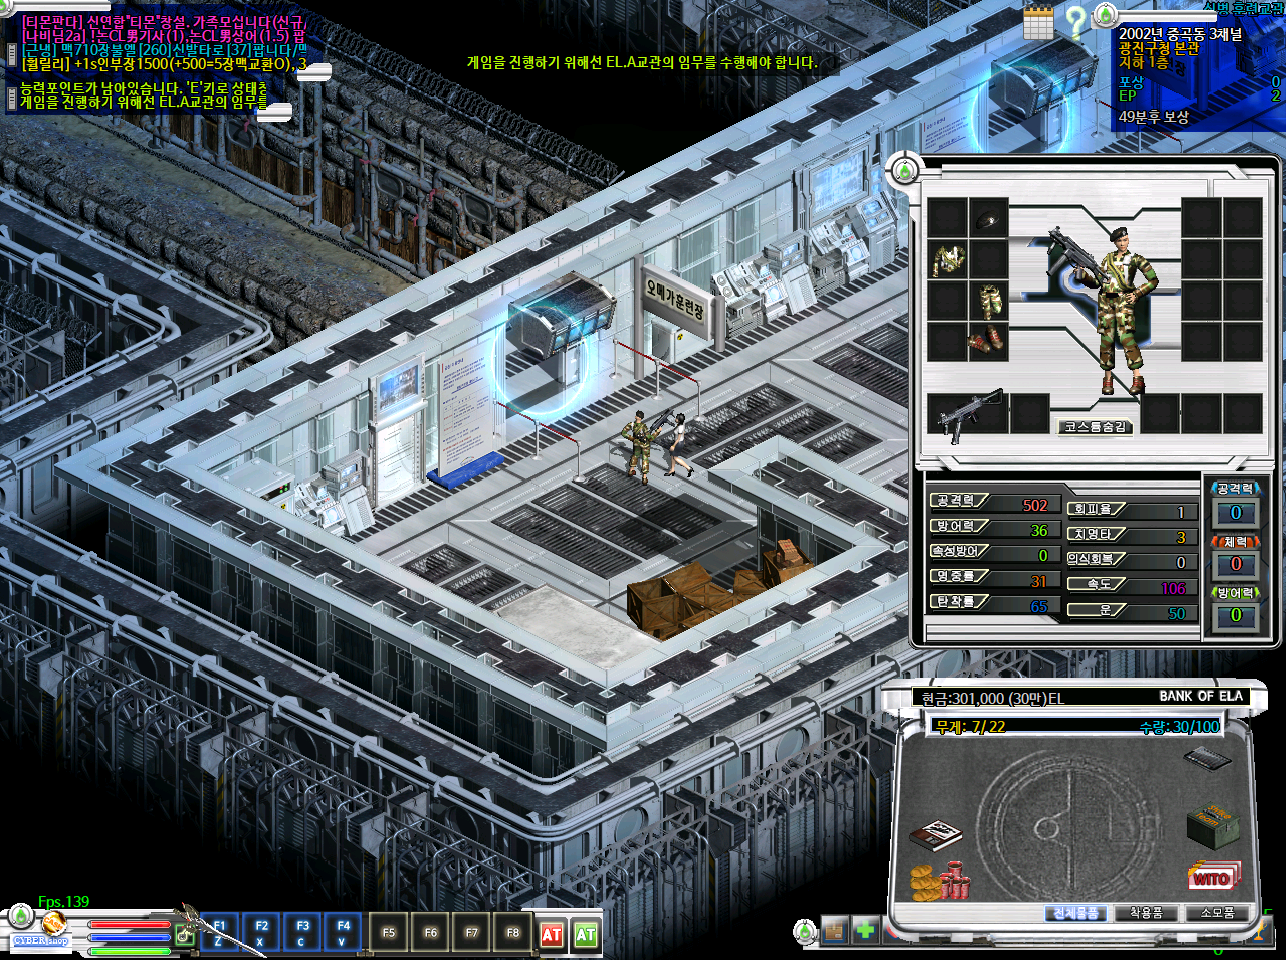 [티몬판다] 신연합'티몬'창설. 가족모십니다(신규,
[나비님2a] !논CL男기사(1),논CL男상어(1.5) 팝
[근녕] 맥710장불엘[260]신발타로[37]팝니다/맥
[훨릴리] +1s인부장1500(+500=5장맥교환O), 3
능력포인트가 남아있습니다. 'E'키로 상태창
게임을 진행하기 위해선 EL.A교관의 임무를
게임을 진행하기 위해선 EL.A교관의 임무를 수행해야 합니다.
신병 훈련교관
2002년 중곡동 3채널
광진구청 본관
지하 1층
포상 0
EP 2
49분후 보상
오메가훈련장
코스튬숨김
공격력 502
방어력 36
속성방어 0
명중률 31
탄착률 65
회피율 1
치명타 3
의식회복 0
속도 106
운 50
공격력
0
체력
0
방어력
0
현금:301,000 (30만)EL
BANK OF ELA
무게: 7/22
수량: 30/100
WITO
전체물품
착용품
소모품
Fps.139
CYBER shop
F1 Z
F2 X
F3 C
F4 V
F5
F6
F7
F8
AT
AT